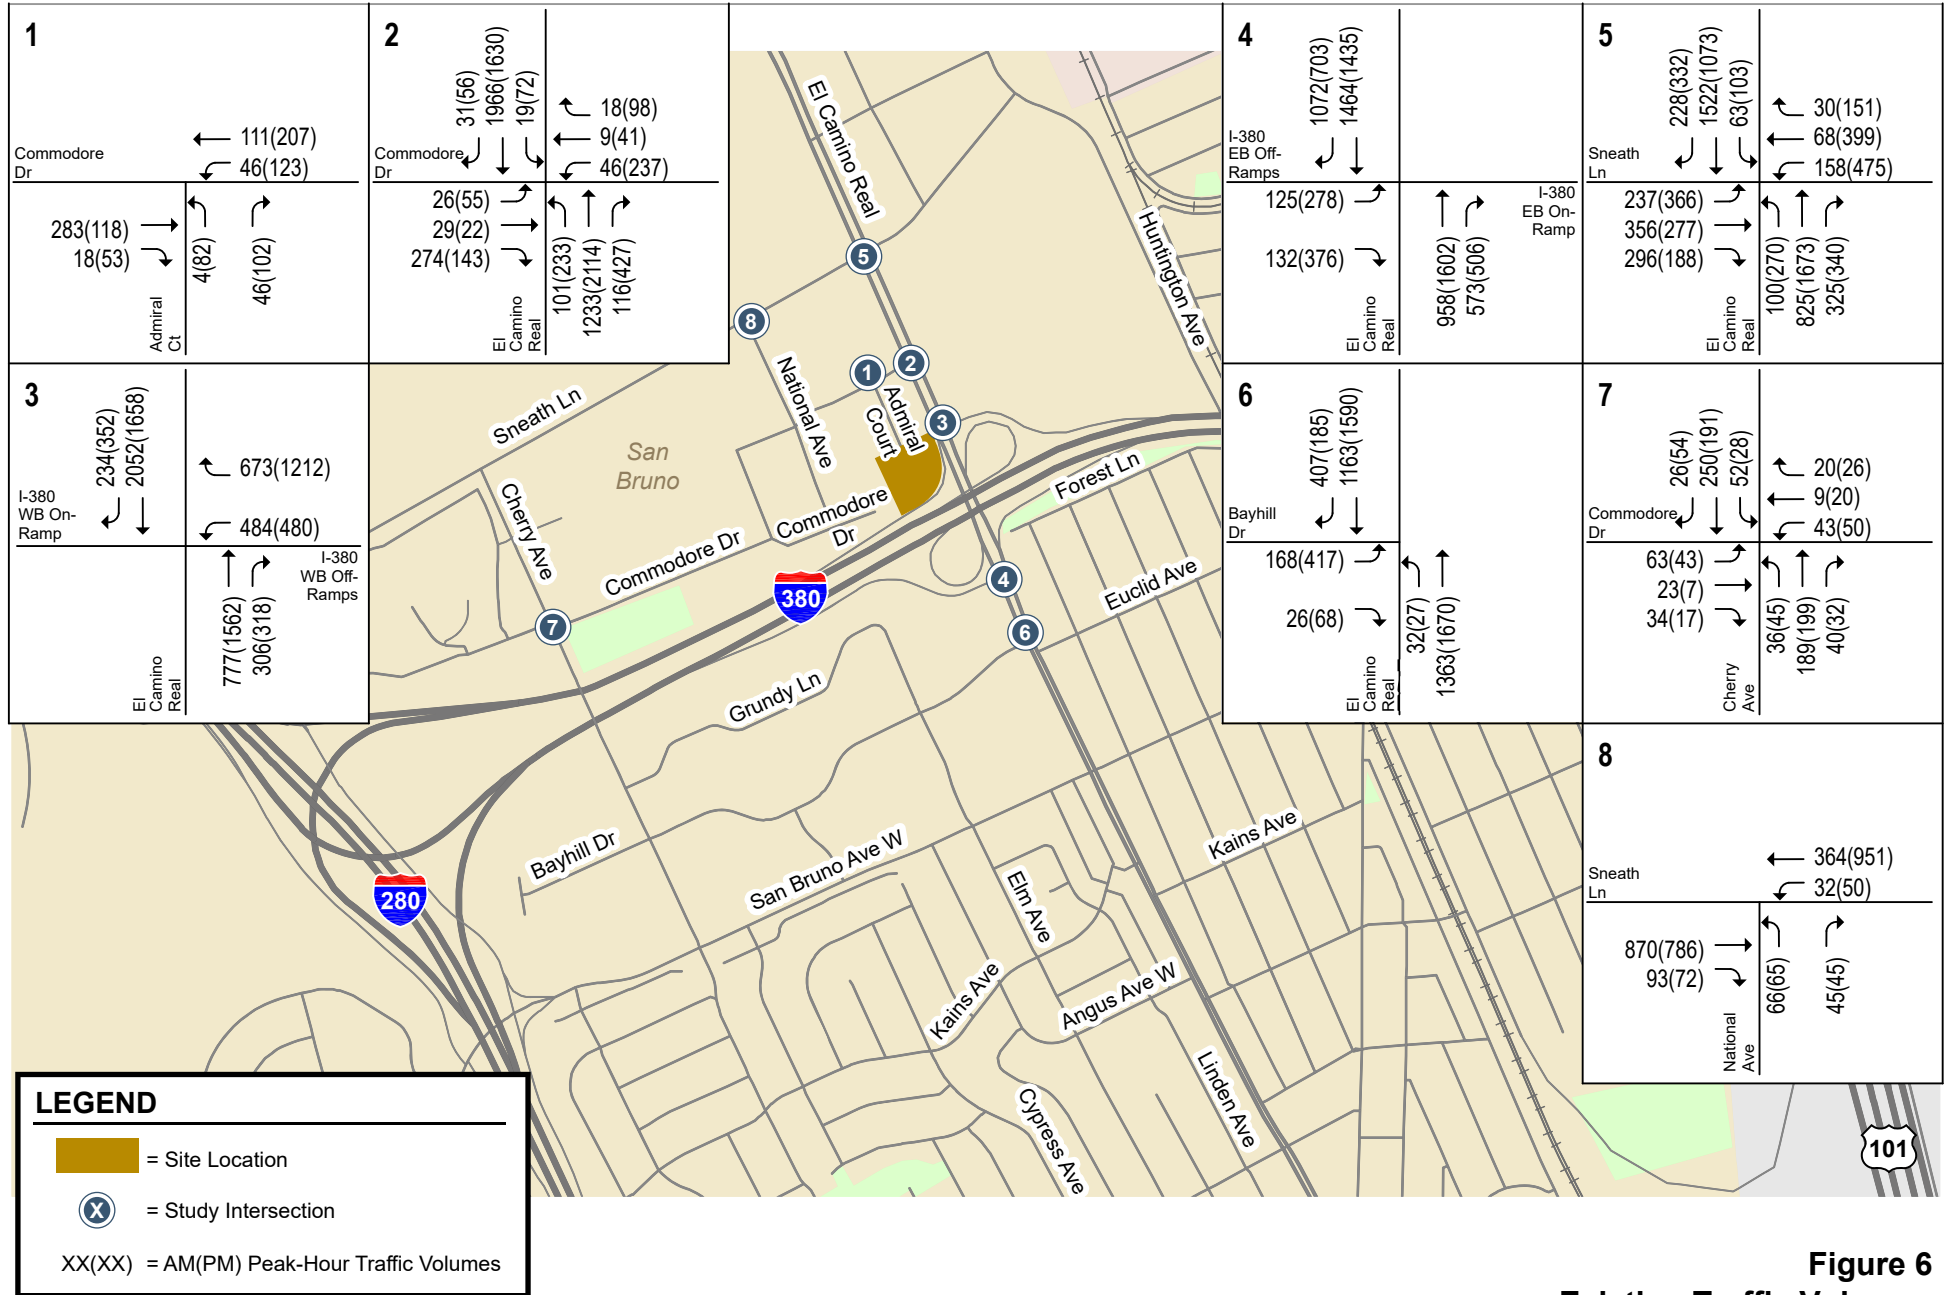 1
111(207)
46(123)
Commodore
Dr
283(118)
18(53)
4(82)
46(102)
Admiral
Ct
2
31(56)
1966(1630)
19(72)
18(98)
9(41)
46(237)
Commodore
Dr
26(55)
29(22)
274(143)
101(233)
1233(2114)
116(427)
El
Camino
Real
3
234(352)
2052(1658)
673(1212)
484(480)
I-380
WB On-
Ramp
I-380
WB Off-
Ramps
777(1562)
306(318)
El
Camino
Real
4
1072(703)
1464(1435)
I-380
EB Off-
Ramps
125(278)
132(376)
I-380
EB On-
Ramp
958(1602)
573(506)
El
Camino
Real
5
228(332)
1522(1073)
63(103)
30(151)
68(399)
158(475)
Sneath
Ln
237(366)
356(277)
296(188)
100(270)
825(1673)
325(340)
El
Camino
Real
6
407(185)
1163(1590)
Bayhill
Dr
168(417)
26(68)
32(27)
1363(1670)
El
Camino
Real
7
26(54)
250(191)
52(28)
20(26)
9(20)
43(50)
Commodore
Dr
63(43)
23(7)
34(17)
36(45)
189(199)
40(32)
Cherry
Ave
8
364(951)
32(50)
Sneath
Ln
870(786)
93(72)
66(65)
45(45)
National
Ave
El Camino Real
Huntington Ave
5
8
1
2
3
National Ave
Admiral
Court
Sneath Ln
San
Bruno
Cherry Ave
Commodore
Dr
Commodore Dr
Forest Ln
380
4
Euclid Ave
7
6
Grundy Ln
Bayhill Dr
San Bruno Ave W
Kains Ave
280
Elm Ave
Kains Ave
Angus Ave W
Linden Ave
Cypress Ave
101
LEGEND
= Site Location
X = Study Intersection
XX(XX) = AM(PM) Peak-Hour Traffic Volumes
Figure 6